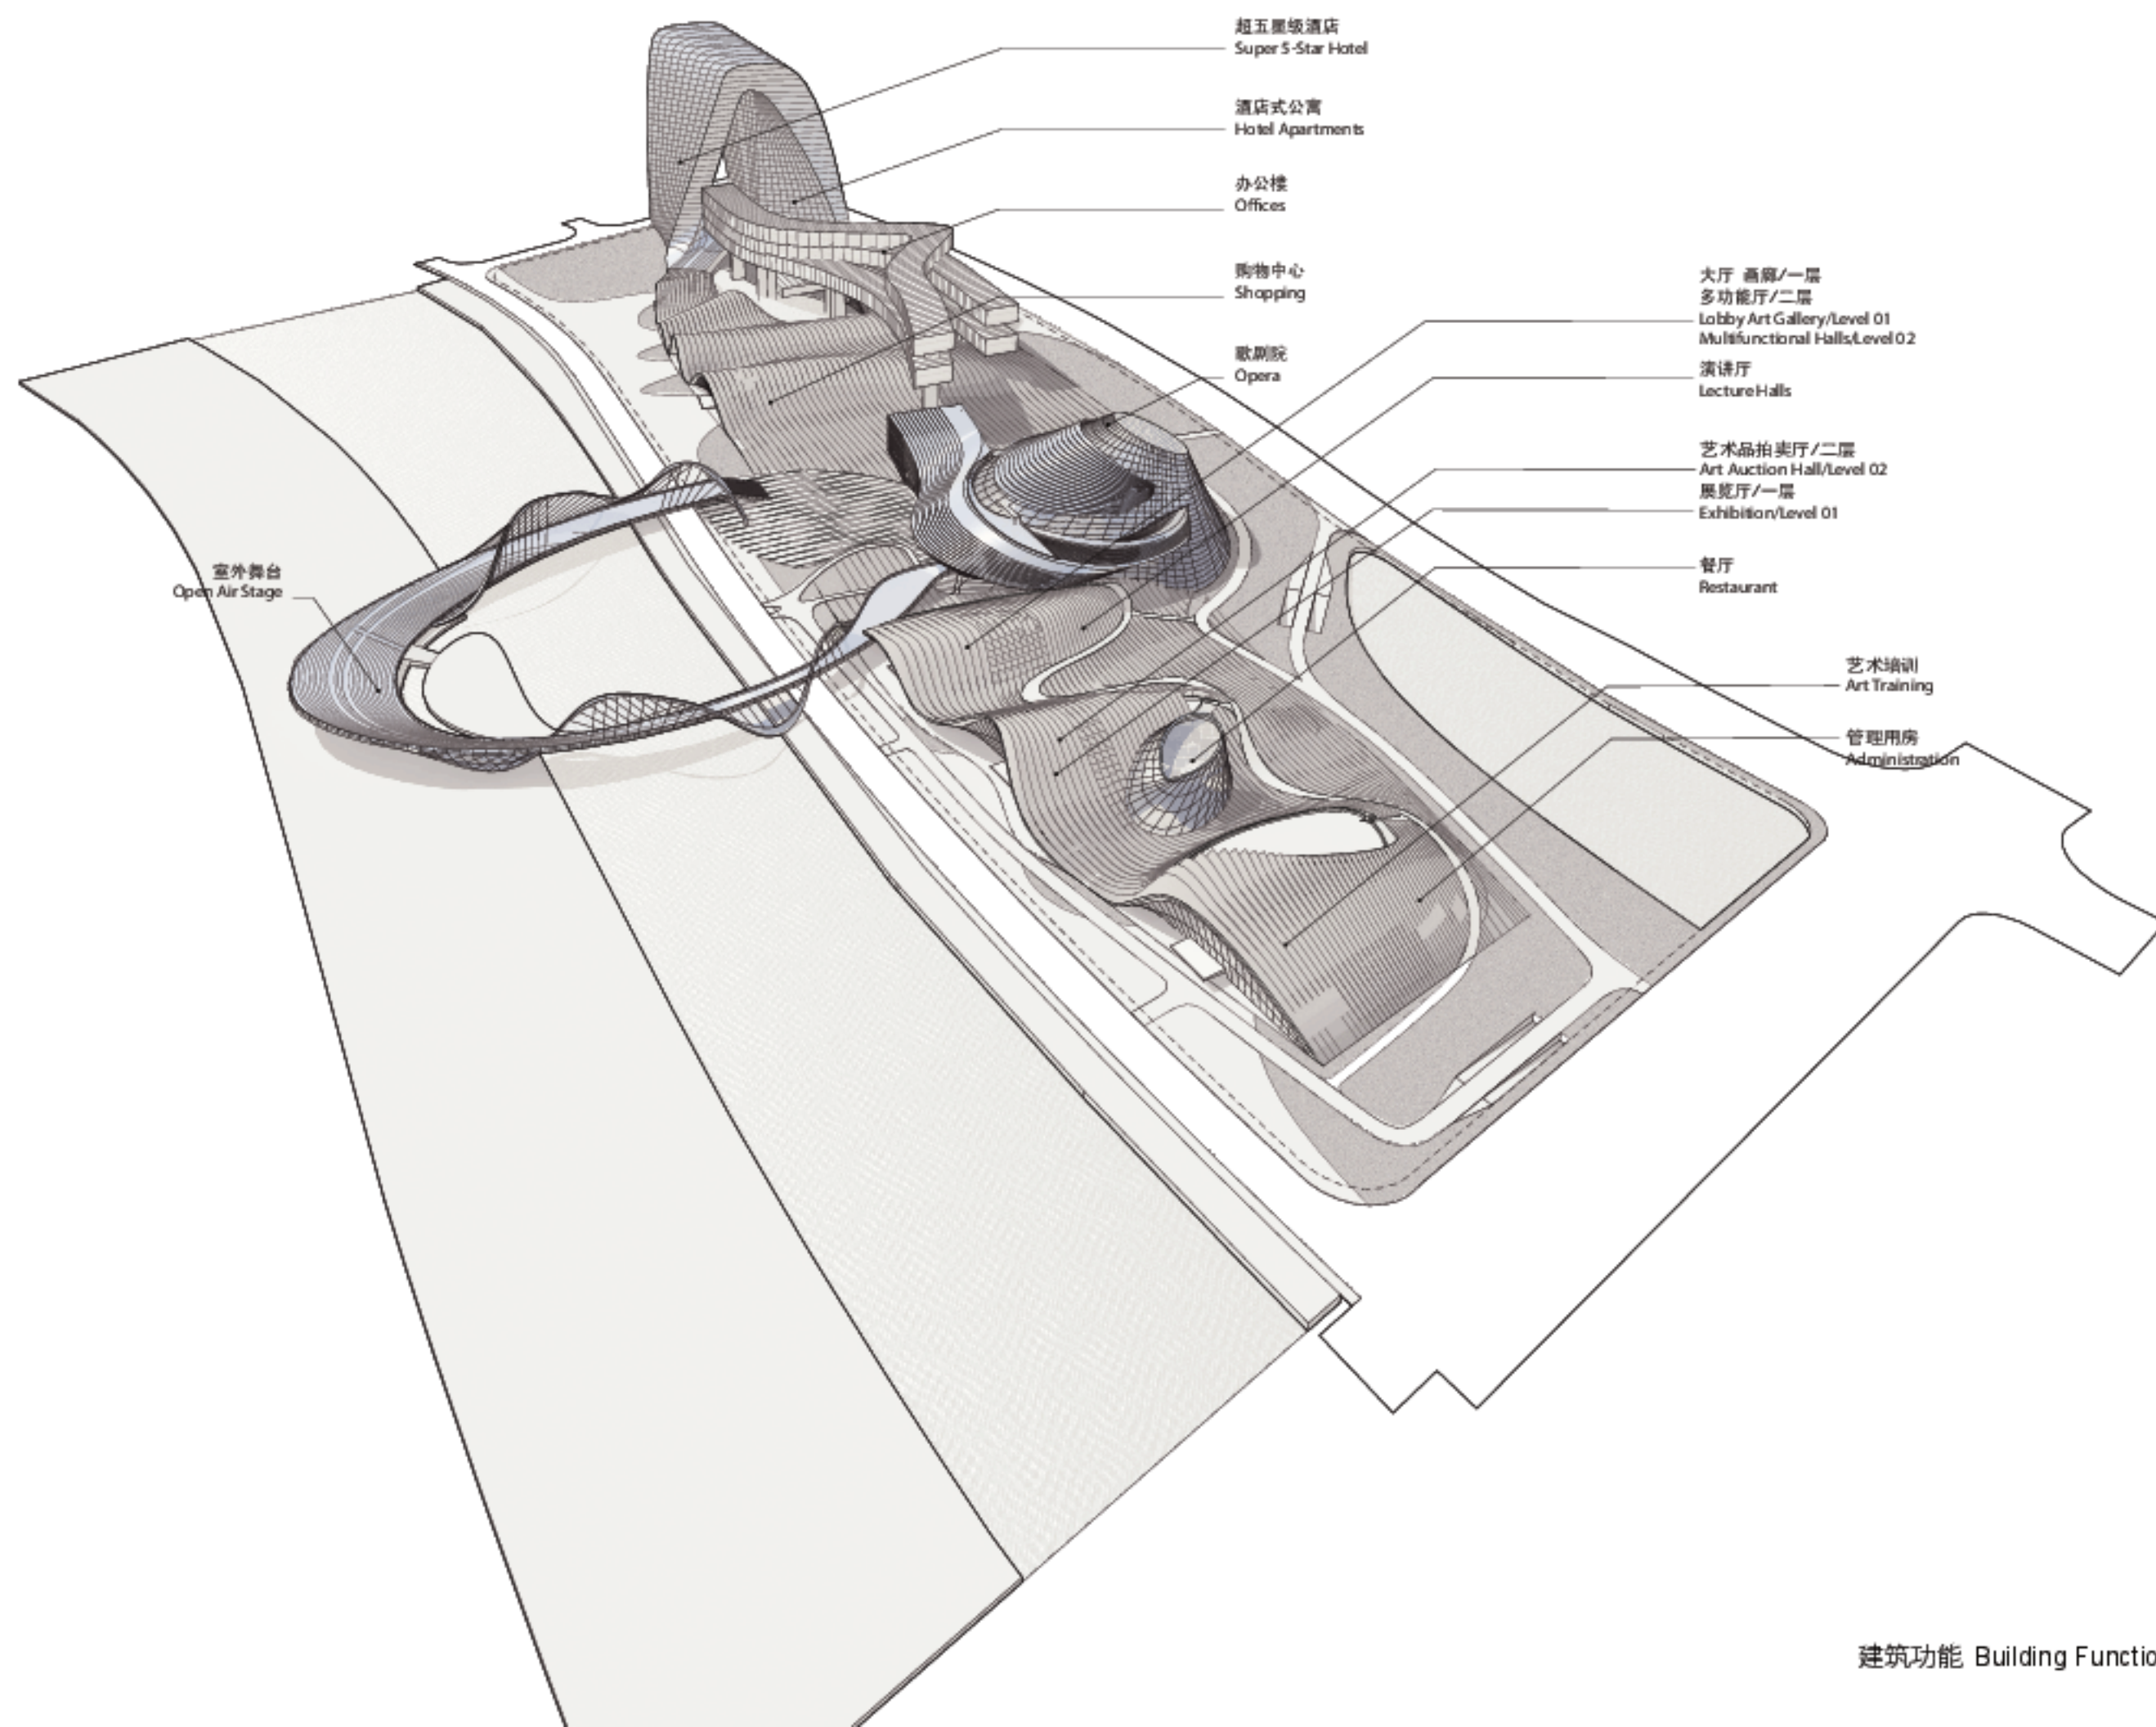 超五星级酒店
Super 5-Star Hotel
酒店式公寓
Hotel Apartments
办公楼
Offices
购物中心
Shopping
歌剧院
Opera
大厅 画廊/一层
多功能厅/二层
Lobby Art Gallery/Level 01
Multifunctional Halls/Level 02
演讲厅
Lecture Halls
艺术品拍卖厅/二层
Art Auction Hall/Level 02
展览厅/一层
Exhibition/Level 01
餐厅
Restaurant
室外舞台
Open Air Stage
艺术培训
Art Training
管理用房
Administration
建筑功能 Building Functio